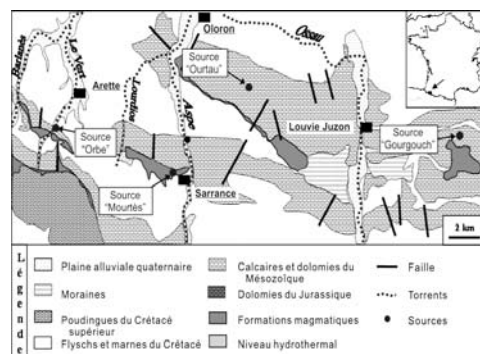 Oloron
Ossau
Source
"Ourtau"
Barlanès
Le Vert
Arette
Lourdios
Aspe
Louvie Juzon
Source
"Gourgouch"
Source
"Orbe"
Source
"Mourtès"
Sarrance
2 km
Légende
Plaine alluviale quaternaire
Moraines
Poudingues du Crétacé
supérieur
Flyschs et marnes du Crétacé
Calcaires et dolomies du
Mésozoïque
Dolomies du Jurassique
Formations magmatiques
Niveau hydrothermal
Faille
Torrents
Sources